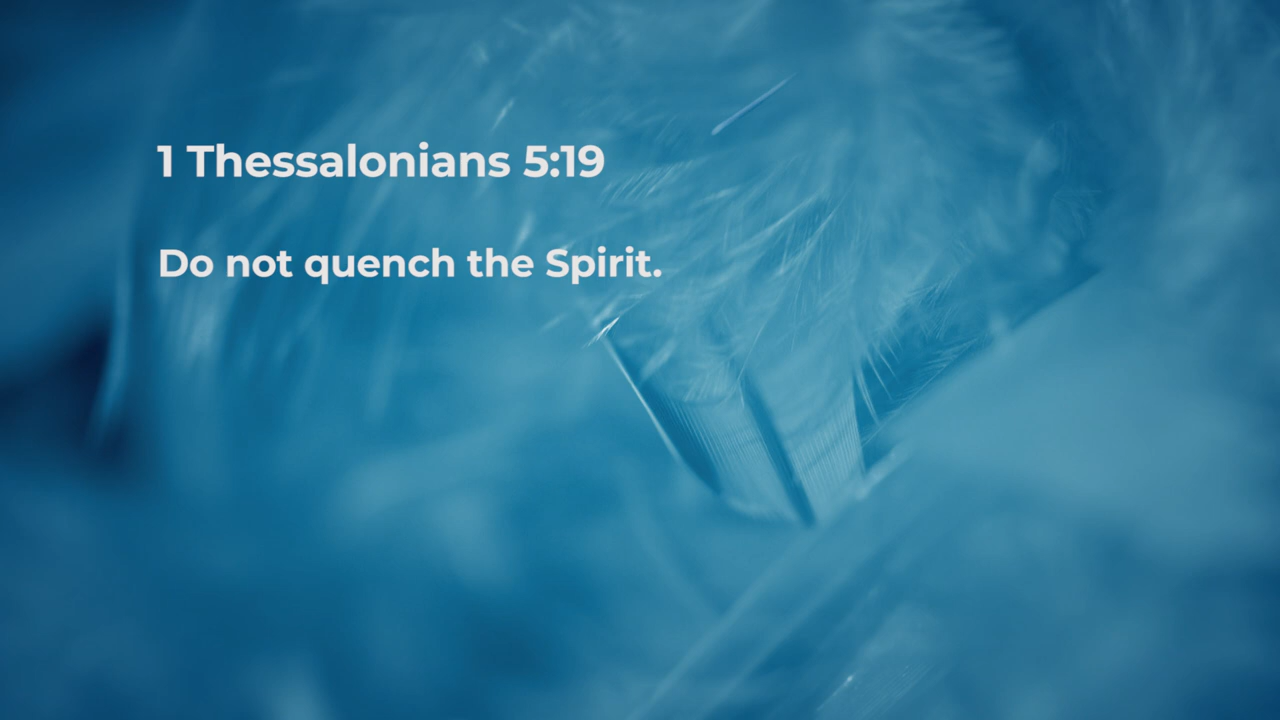 1 Thessalonians 5:19
Do not quench the Spirit.